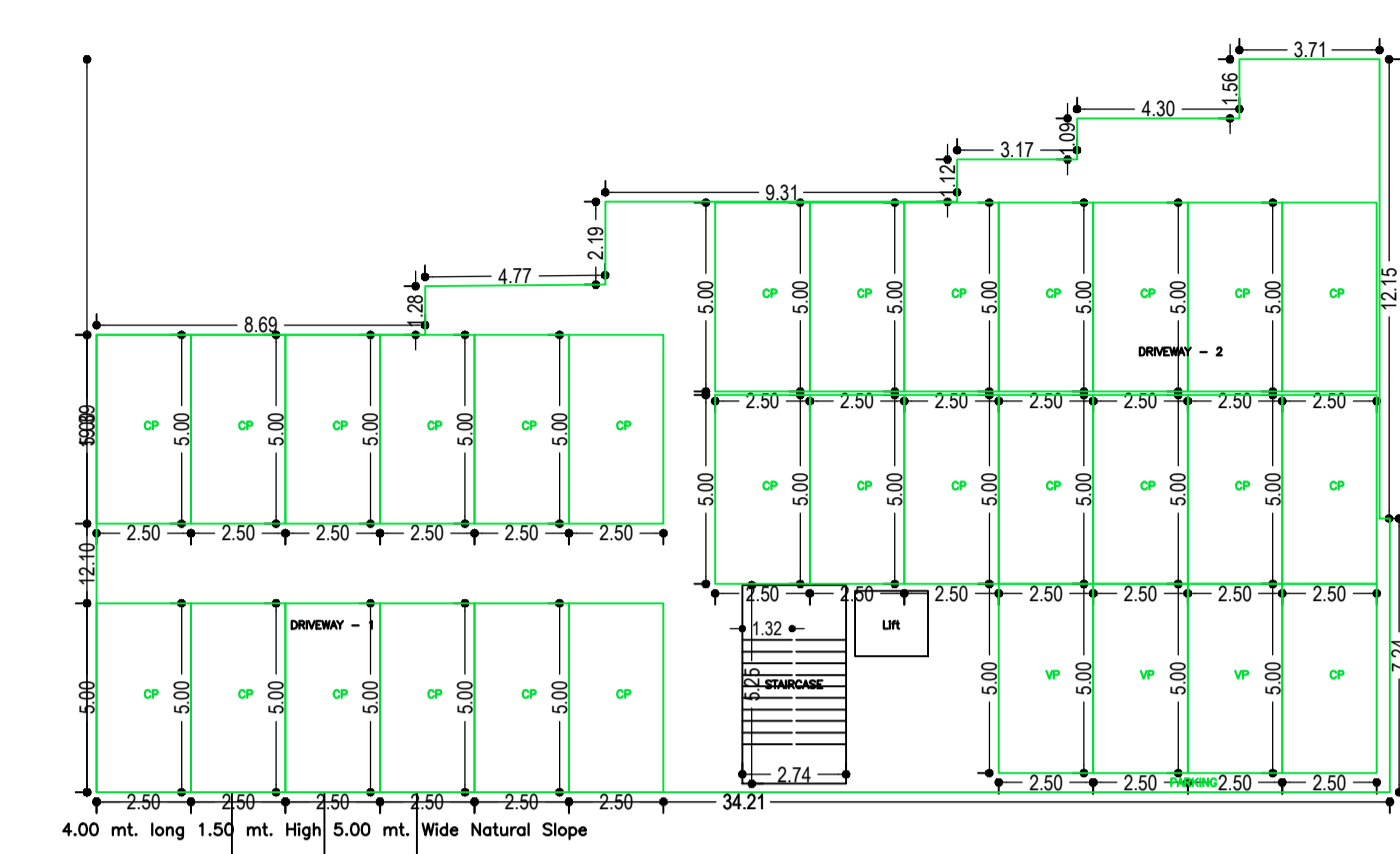 3.71
1.56
4.30
1.09
3.17
1.12
9.31
2.19
4.77
1.28
8.69
12.15
5.00 5.00 5.00 5.00 5.00 5.00 5.00
CP CP CP CP CP CP CP
DRIVEWAY - 2
2.50 2.50 2.50 2.50 2.50 2.50 2.50
5.00 5.00 5.00 5.00 5.00
CP CP CP CP CP CP
2.50 2.50 2.50 2.50 2.50 2.50
5.00 5.00 5.00 5.00 5.00 5.00 5.00
CP CP CP CP CP CP CP
12.10
2.50 2.50 2.50 2.50 2.50 2.50 2.50
DRIVEWAY - 1
1.32
Lift
5.25
STAIRCASE
5.00 5.00 5.00 5.00 5.00 5.00
CP CP CP CP CP CP
5.00 5.00 5.00 5.00
VP VP VP CP
7.24
2.74
PARKING
2.50 2.50 2.50 2.50
2.50 2.50 2.50 2.50 2.50 2.50
34.21
4.00 mt. long 1.50 mt. High 5.00 mt. Wide Natural Slope